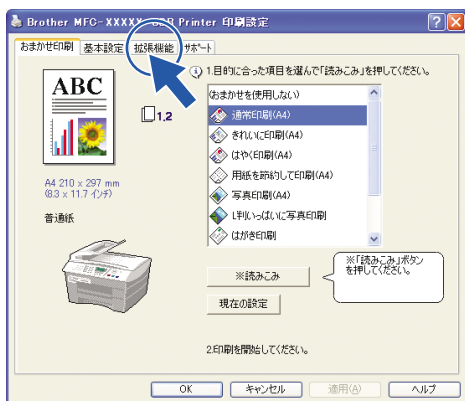 Brother MFC-XXXXX USB Printer 印刷設定
おまかせ印刷 基本設定 拡張機能 サポート
1.目的に合った項目を選んで「読みこみ」を押してください。
ABC
1,2
(おまかせを使用しない)
通常印刷(A4)
きれいに印刷(A4)
はやく印刷(A4)
用紙を節約して印刷(A4)
写真印刷(A4)
L判いっぱいに写真印刷
はがき印刷
A4 210 x 297 mm
(8.3 x 11.7 インチ)
普通紙
※読みこみ
※「読みこみ」ボタン
を押してください。
現在の設定
2.印刷を開始してください。
OK キャンセル 適用(A) ヘルプ